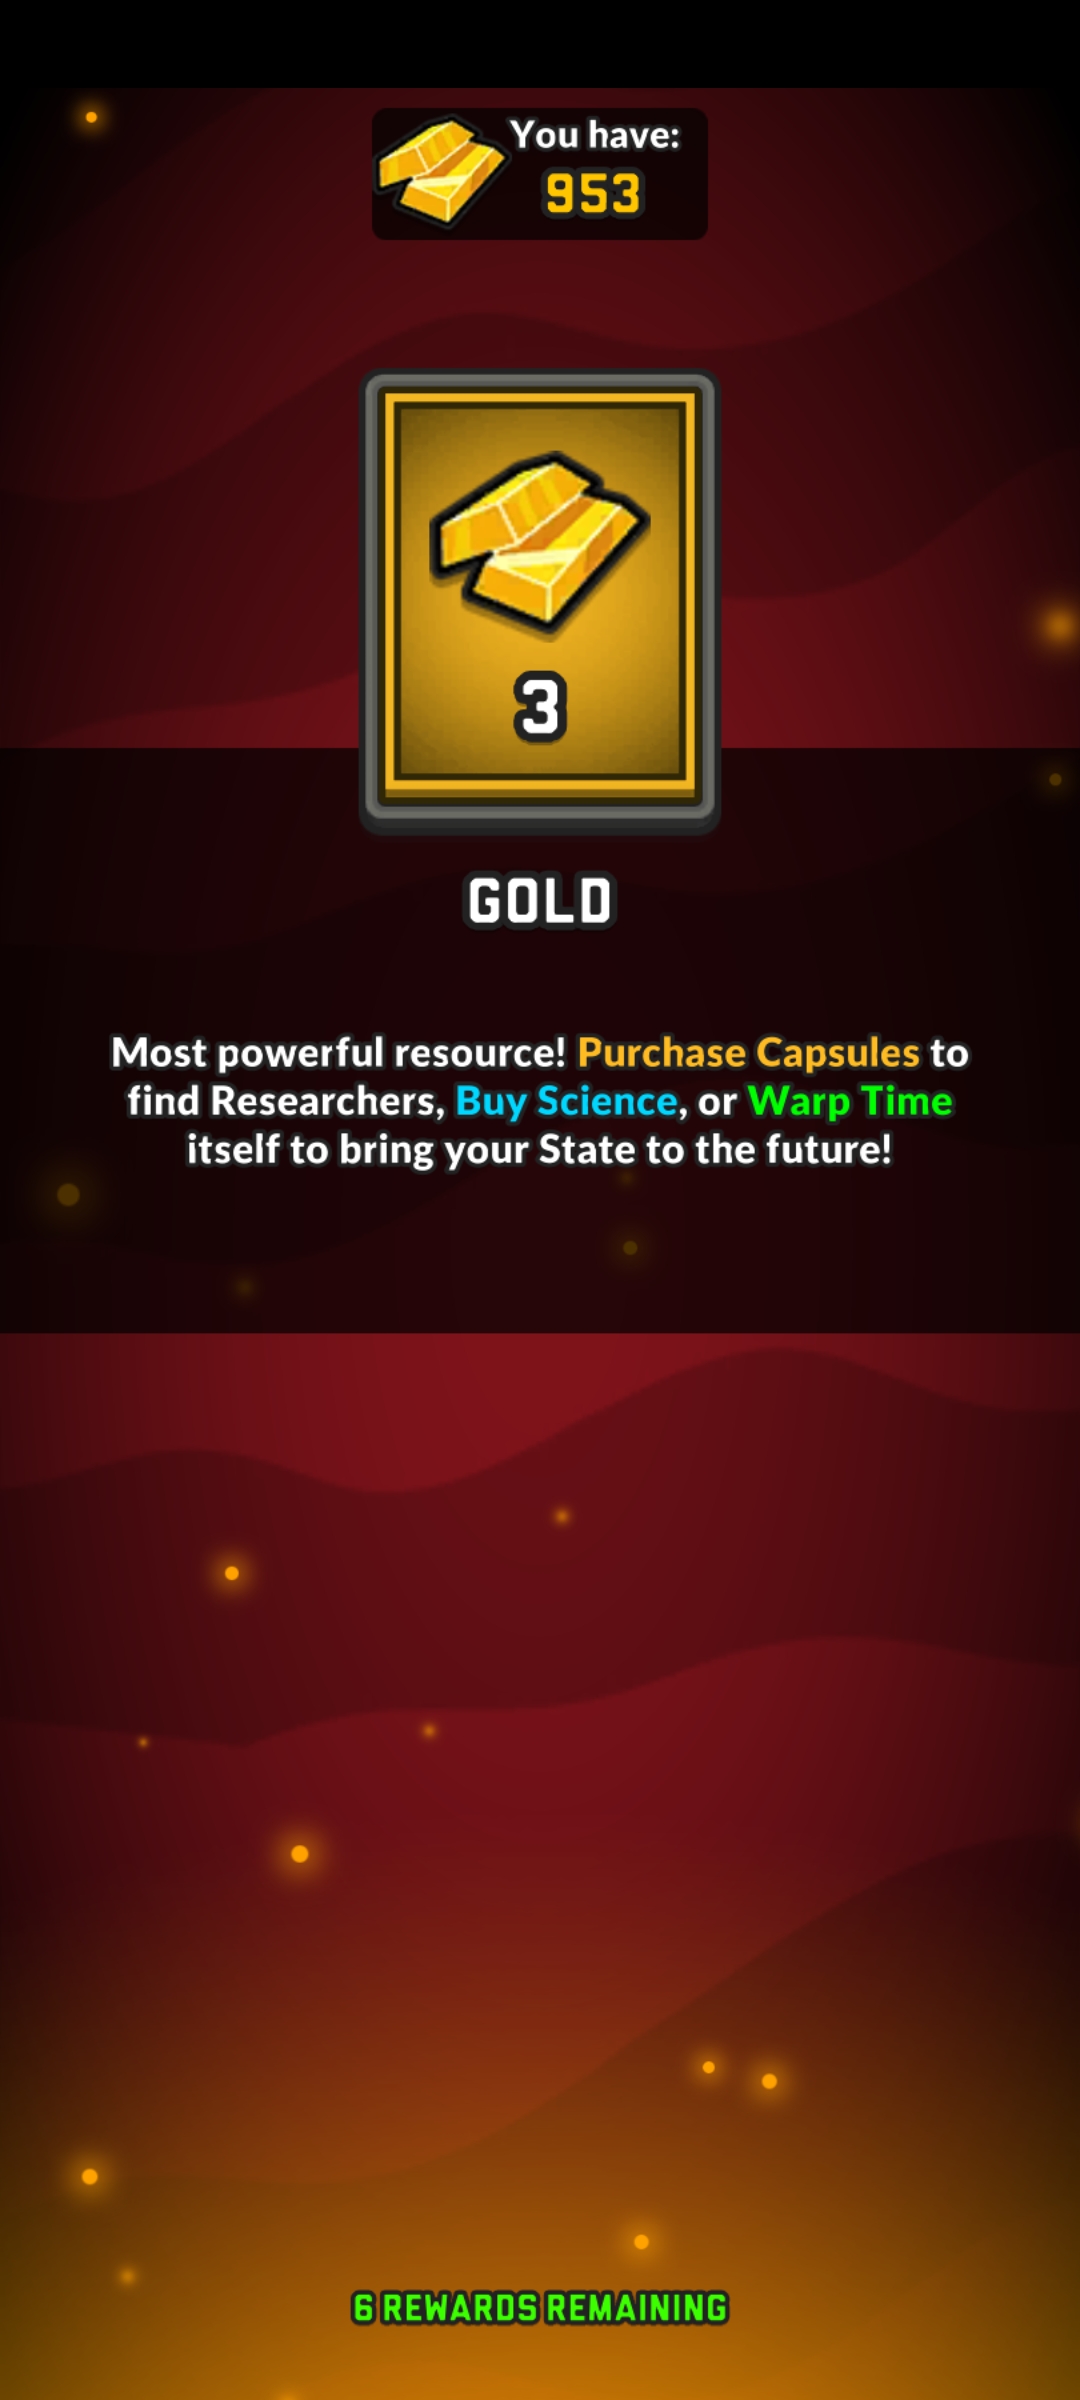 You have:
953
3
GOLD
Most powerful resource! Purchase Capsules to
find Researchers, Buy Science, or Warp Time
itself to bring your State to the future!
6 REWARDS REMAINING